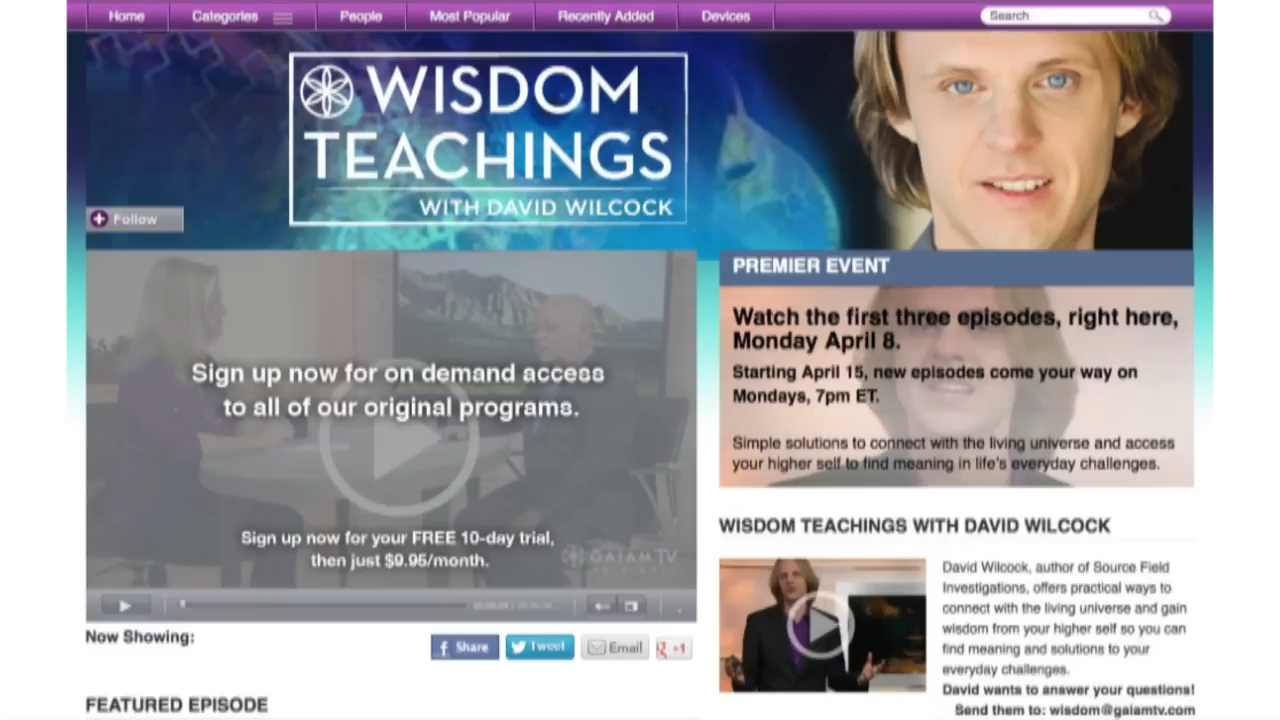 Home Categories People Most Popular Recently Added Devices Search
WISDOM
TEACHINGS
WITH DAVID WILCOCK
Follow
Sign up now for on demand access
to all of our original programs.
Sign up now for your FREE 10-day trial,
then just $9.95/month.
GAIAM TV
Now Showing:
Share Tweet Email +1
FEATURED EPISODE
PREMIER EVENT
Watch the first three episodes, right here,
Monday April 8.
Starting April 15, new episodes come your way on
Mondays, 7pm ET.
Simple solutions to connect with the living universe and access
your higher self to find meaning in life's everyday challenges.
WISDOM TEACHINGS WITH DAVID WILCOCK
David Wilcock, author of Source Field
Investigations, offers practical ways to
connect with the living universe and gain
wisdom from your higher self so you can
find meaning and solutions to your
everyday challenges.
David wants to answer your questions!
Send them to: wisdom@gaiamtv.com